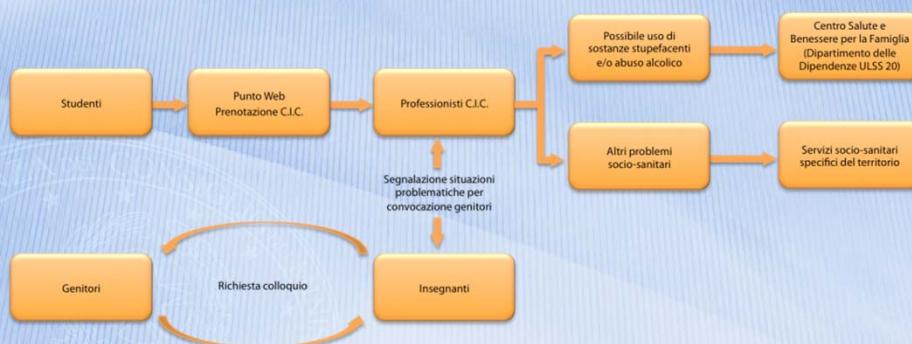 Studenti
Punto Web
Prenotazione C.I.C.
Professionisti C.I.C.
Possibile uso di
sostanze stupefacenti
e/o abuso alcolico
Centro Salute e
Benessere per la Famiglia
(Dipartimento delle
Dipendenze ULSS 20)
Altri problemi
socio-sanitari
Servizi socio-sanitari
specifici del territorio
Segnalazione situazioni
problematiche per
convocazione genitori
Genitori
Richiesta colloquio
Insegnanti